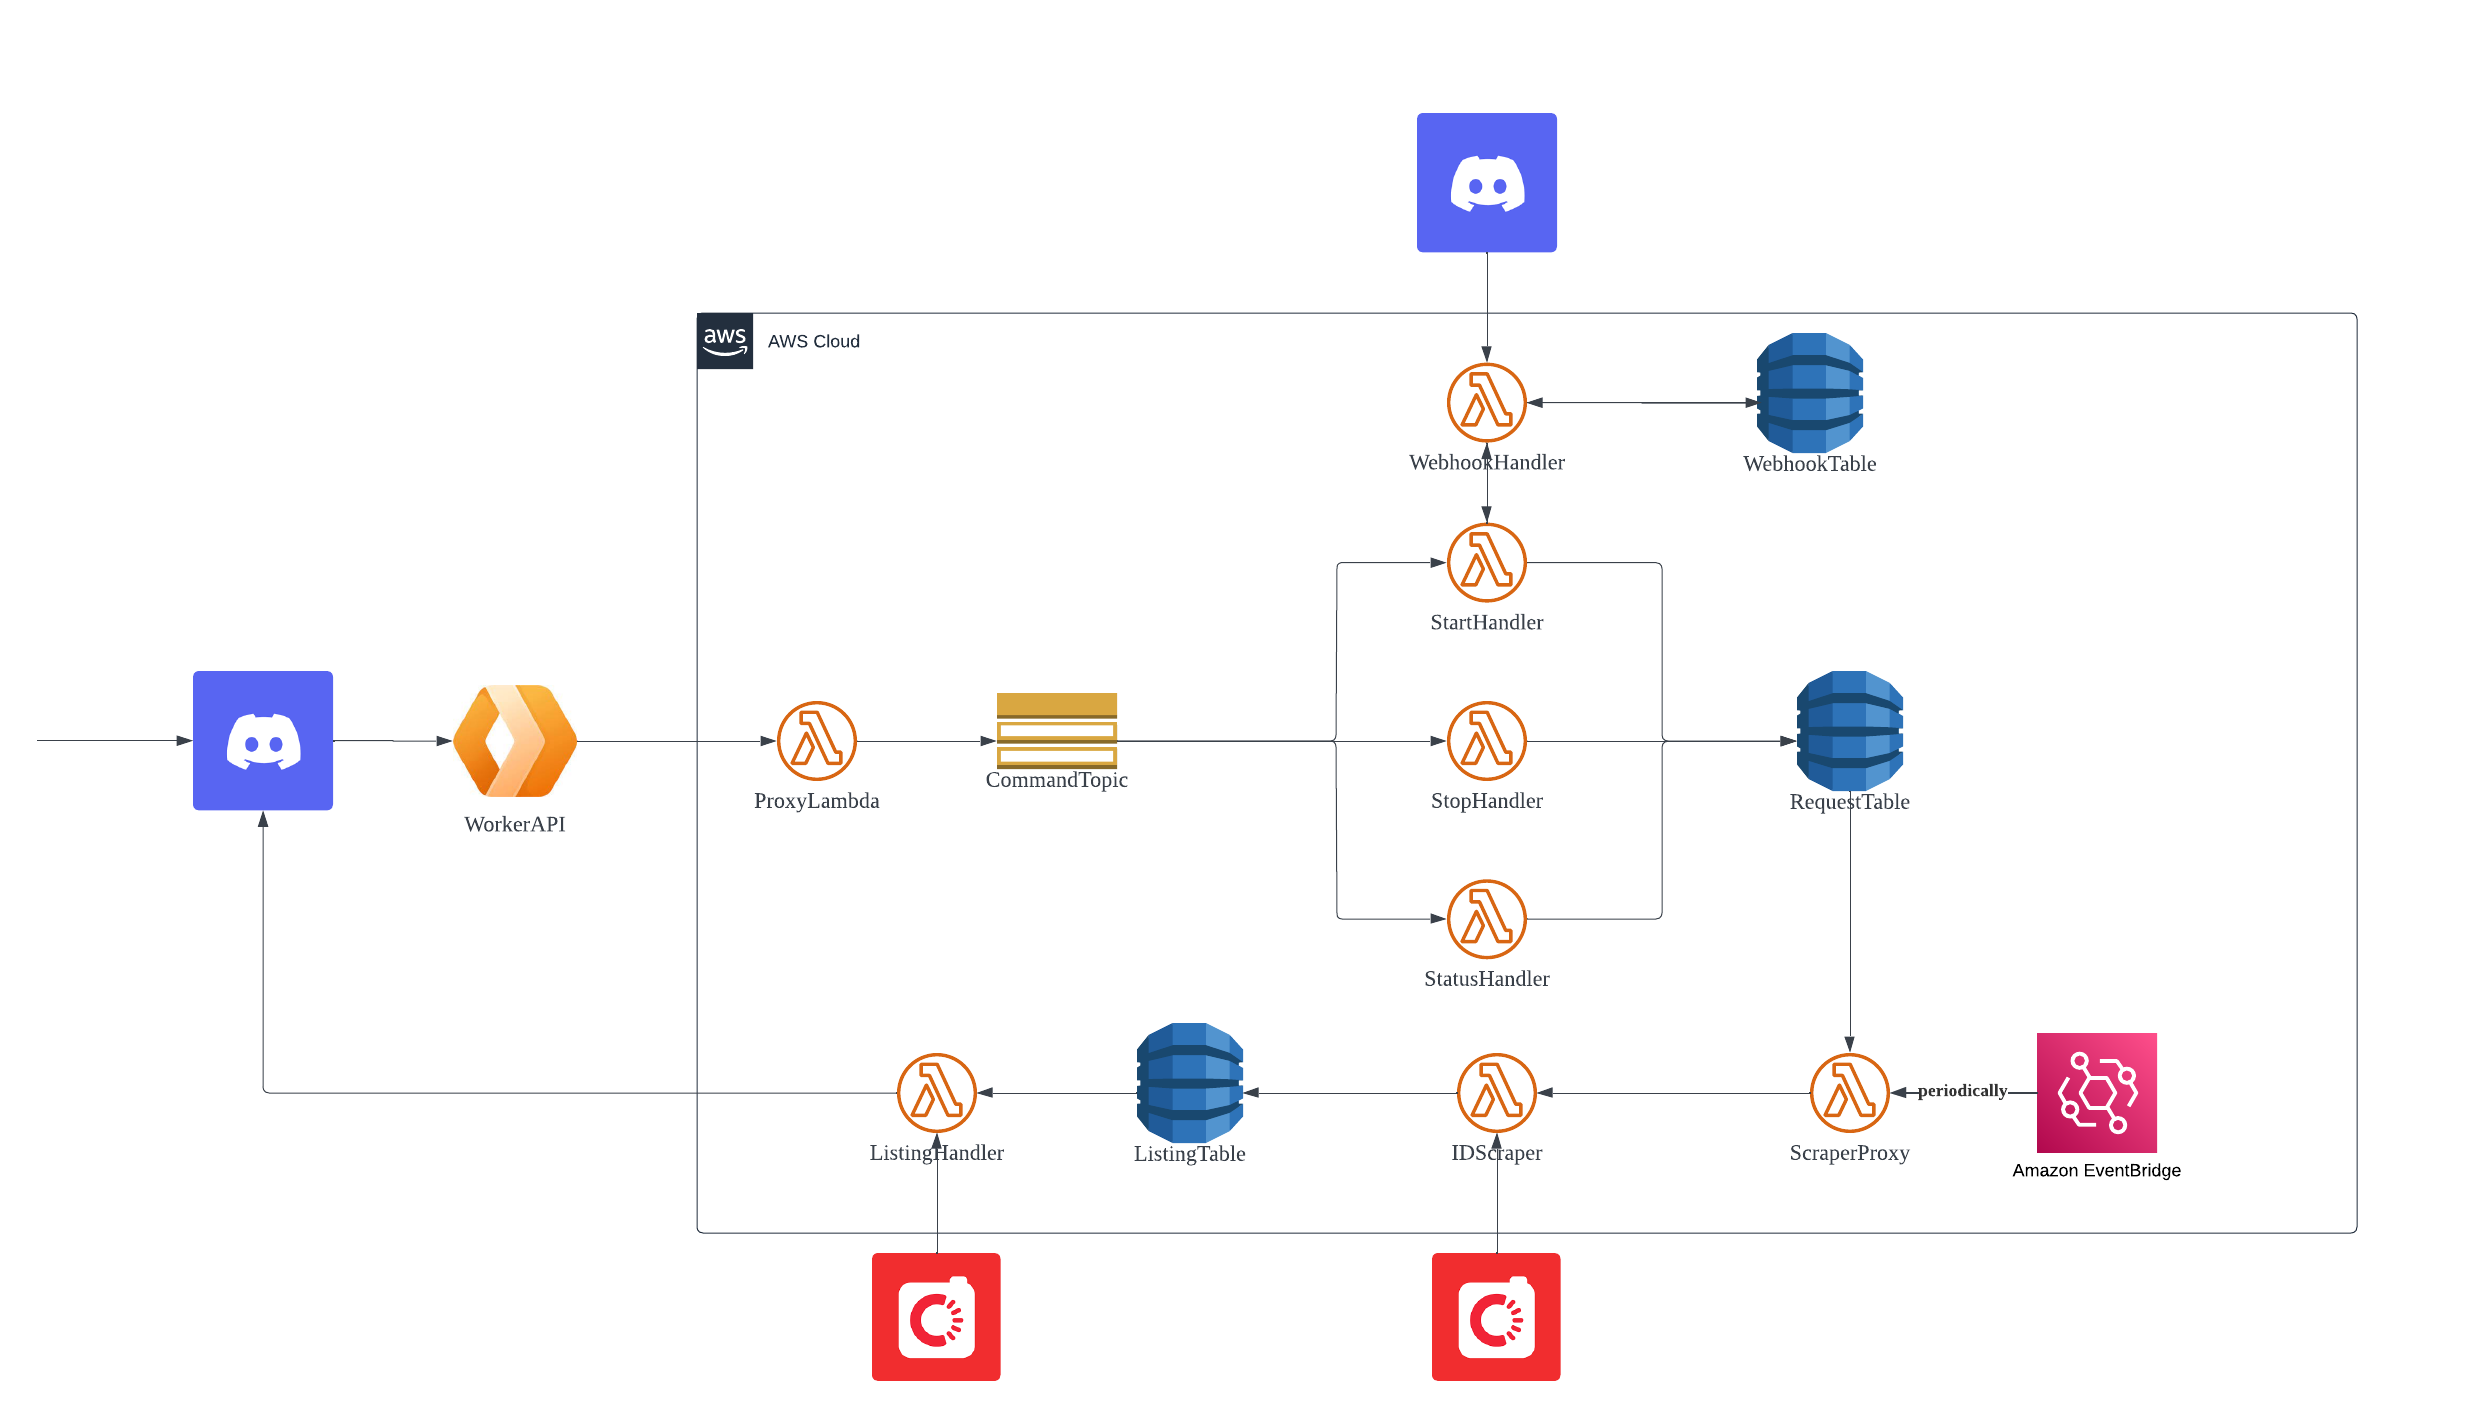 aws
AWS Cloud
WebhookHandler
WebhookTable
StartHandler
WorkerAPI
ProxyLambda
CommandTopic
StopHandler
RequestTable
StatusHandler
ListingHandler
ListingTable
IDScraper
ScraperProxy
periodically
Amazon EventBridge